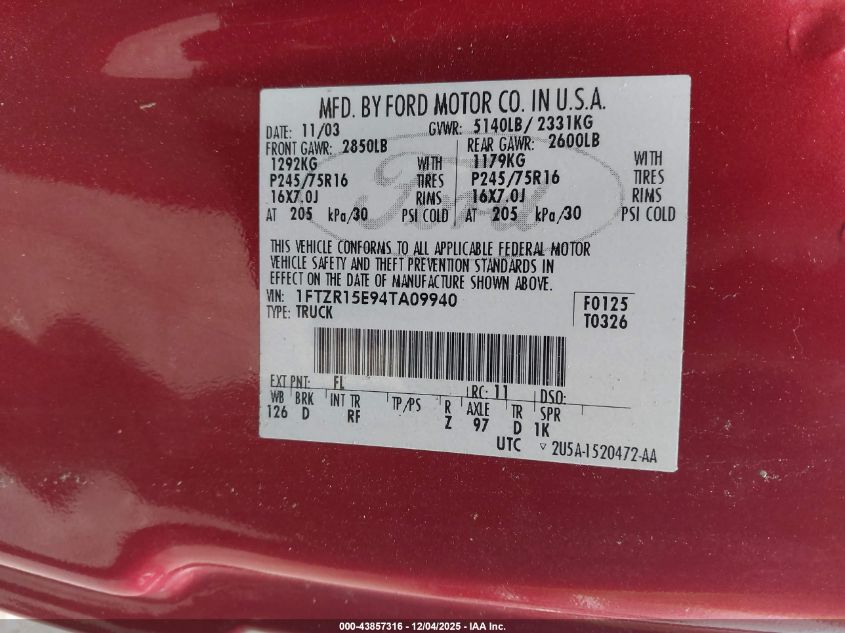 MFD. BY FORD MOTOR CO. IN U.S.A.
DATE: 11/03 GVWR: 5140LB/ 2331KG
FRONT GAWR: 2850LB REAR GAWR: 2600LB
1292KG WITH 1179KG WITH
P245/75R16 TIRES P245/75R16 TIRES
16X7.0J RIMS 16X7.0J RIMS
AT 205 kPa/30 PSI COLD AT 205 kPa/30 PSI COLD
Ford
THIS VEHICLE CONFORMS TO ALL APPLICABLE FEDERAL MOTOR
VEHICLE SAFETY AND THEFT PREVENTION STANDARDS IN
EFFECT ON THE DATE OF MANUFACTURE SHOWN ABOVE.
VIN: 1FTZR15E94TA09940 F0125
TYPE: TRUCK T0326
EXT PNT: FL RC: 11 DSO:
WB BRK INT TR TP/PS R AXLE TR SPR
126 D RF Z 97 D 1K
UTC ▽ 2U5A-1520472-AA
000-43857316 - 12/04/2025 - IAA Inc.